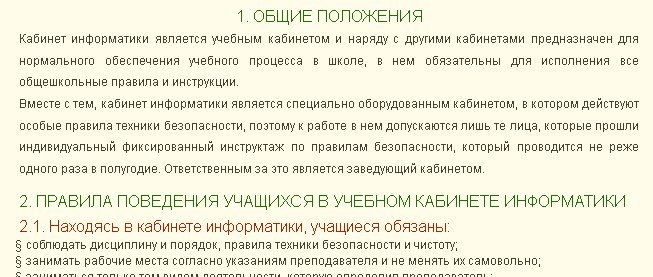 1. ОБЩИЕ ПОЛОЖЕНИЯ
Кабинет информатики является учебным кабинетом и наряду с другими кабинетами предназначен для
нормального обеспечения учебного процесса в школе, в нем обязательны для исполнения все
общешкольные правила и инструкции.
Вместе с тем, кабинет информатики является специально оборудованным кабинетом, в котором действуют
особые правила техники безопасности, поэтому к работе в нем допускаются лишь те лица, которые прошли
индивидуальный фиксированный инструктаж по правилам безопасности, который проводится не реже
одного раза в полугодие. Ответственным за это является заведующий кабинетом.
2. ПРАВИЛА ПОВЕДЕНИЯ УЧАЩИХСЯ В УЧЕБНОМ КАБИНЕТЕ ИНФОРМАТИКИ
2.1. Находясь в кабинете информатики, учащиеся обязаны:
§ соблюдать дисциплину и порядок, правила техники безопасности и чистоту;
§ занимать рабочие места согласно указаниям преподавателя и не менять их самовольно;
§ заниматься только тем видом деятельности, которую определил преподаватель;